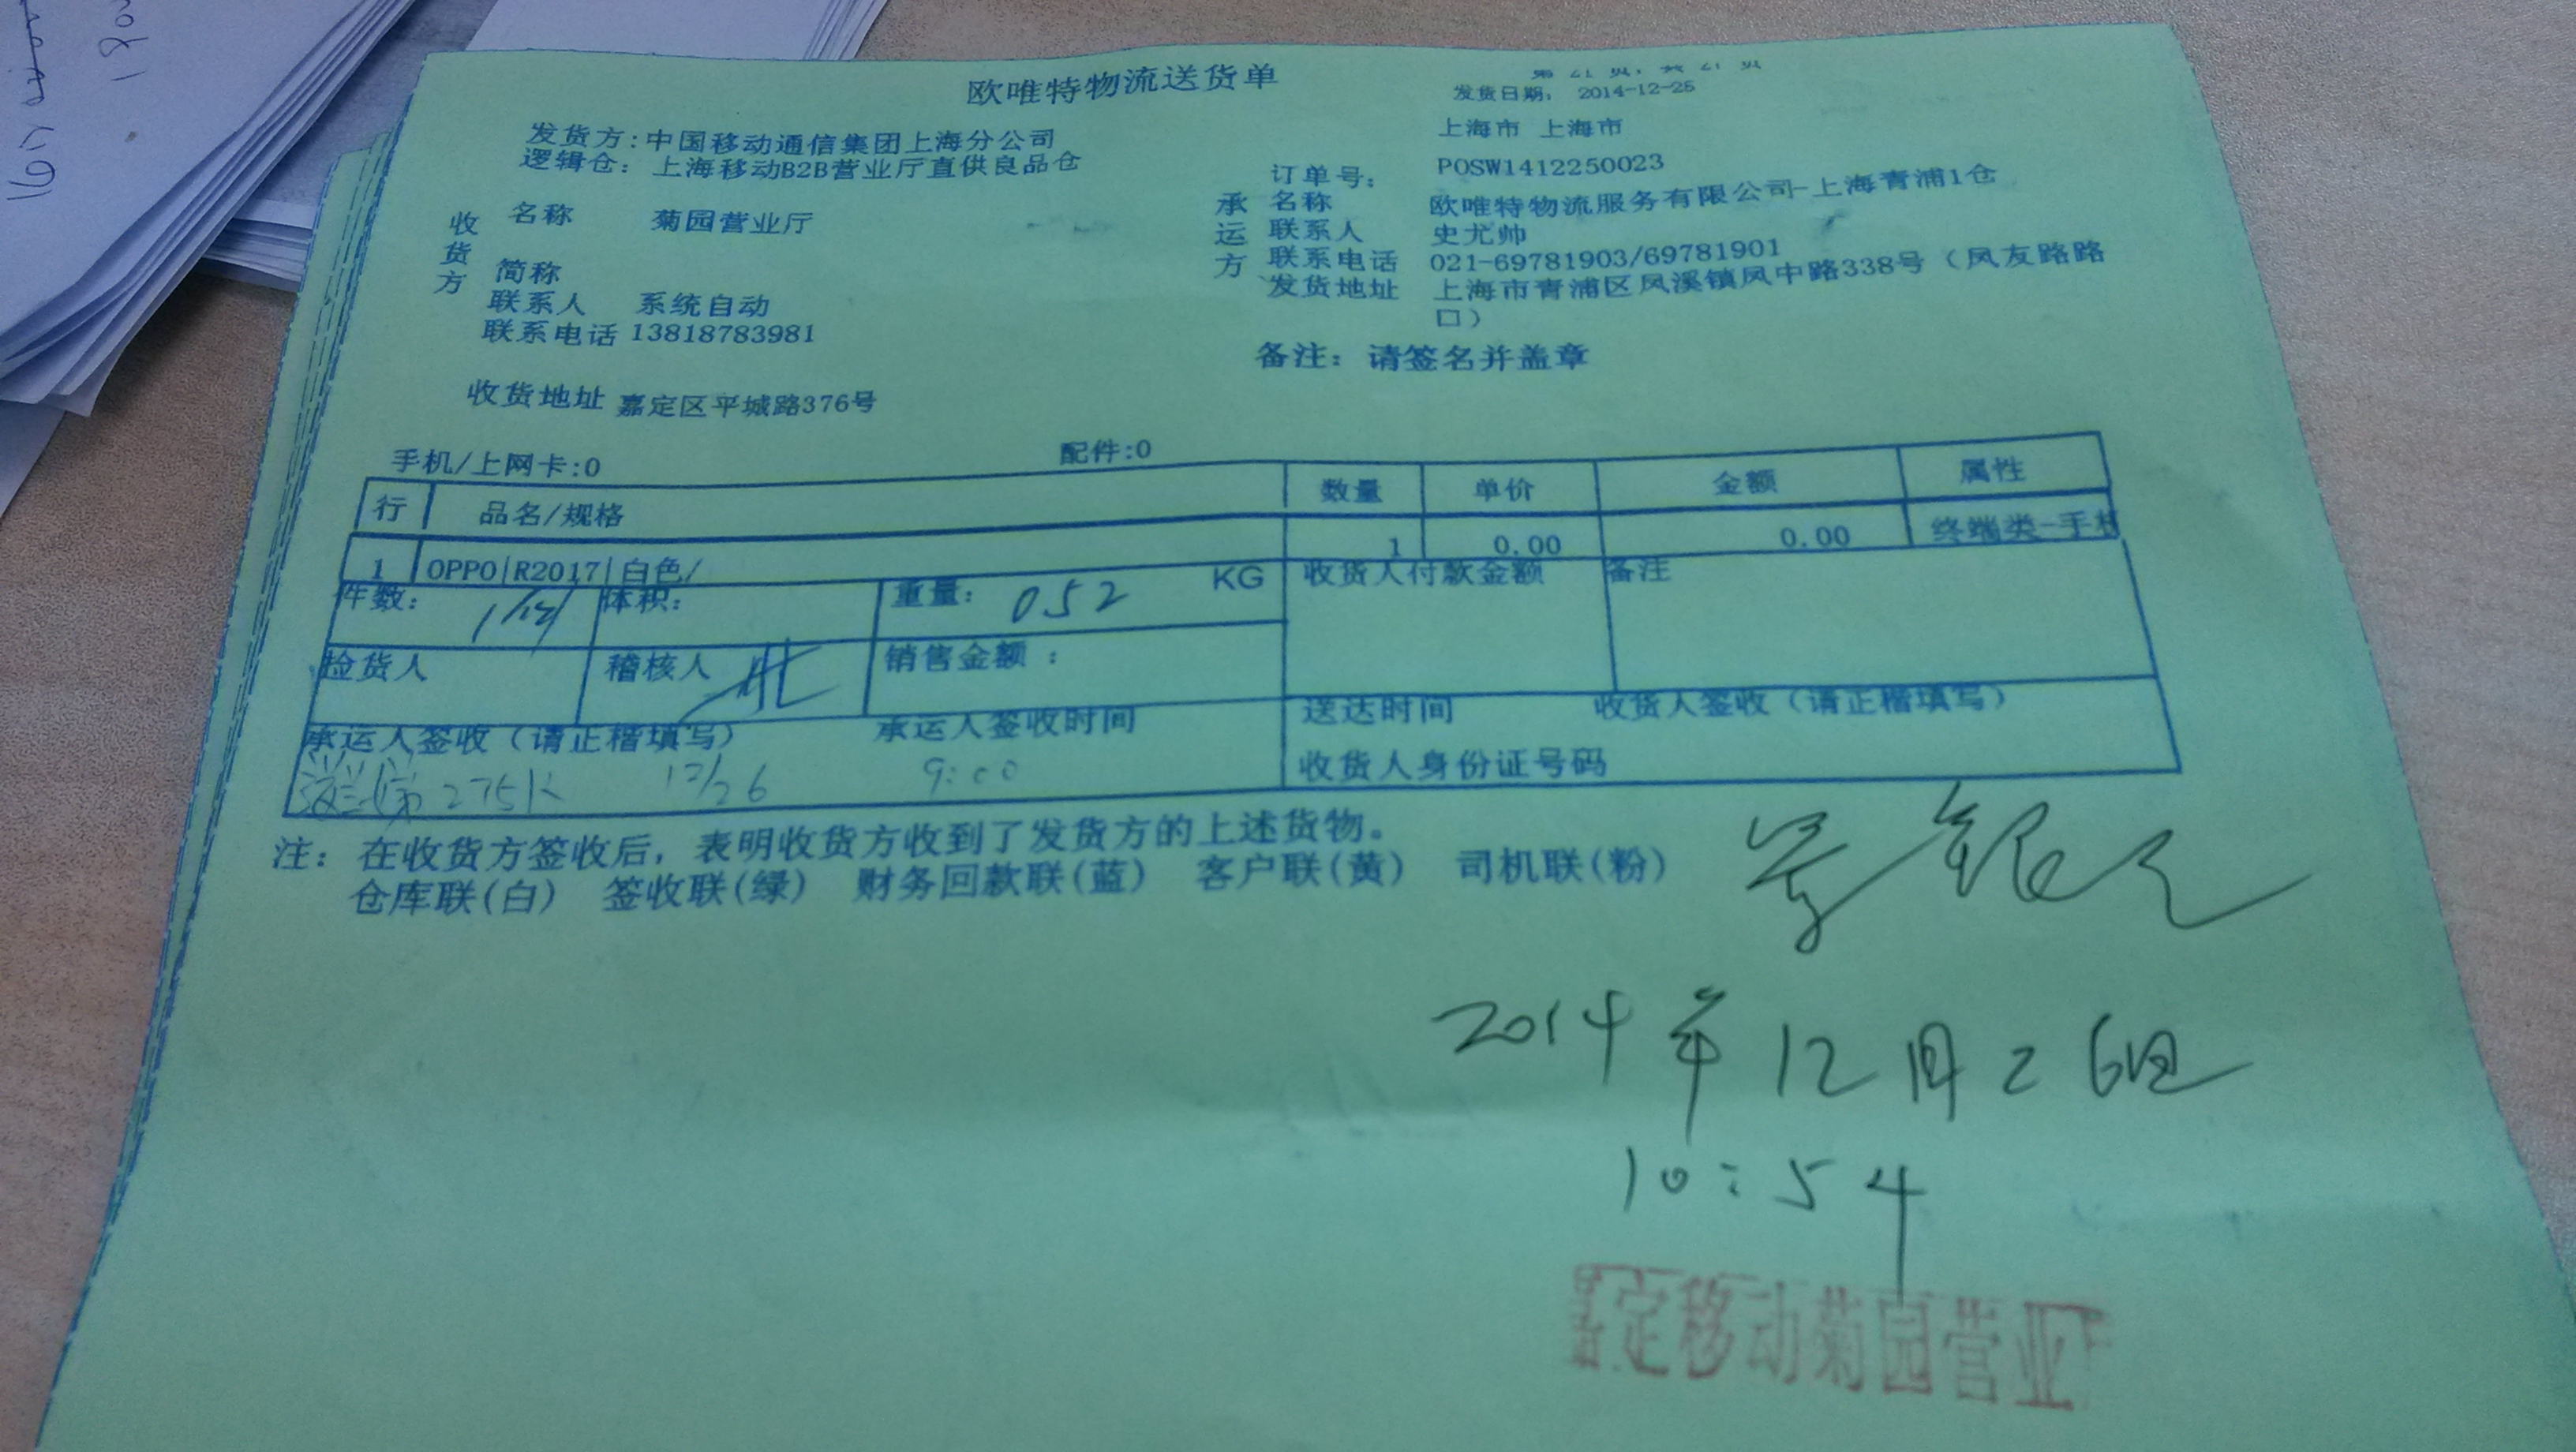 欧唯特物流送货单
发货日期： 2014-12-25
发货方:中国移动通信集团上海分公司
上海市 上海市
逻辑仓：上海移动B2B营业厅直供良品仓
订单号： POSW1412250023
收货方
名称 菊园营业厅
简称
联系人 系统自动
联系电话 13818783981
收货地址 嘉定区平城路376号
承运方
名称 欧唯特物流服务有限公司-上海青浦1仓
联系人 史尤帅
联系电话 021-69781903/69781901
发货地址 上海市青浦区凤溪镇凤中路338号（凤友路路
口）
备注：请签名并盖章
手机/上网卡:0 配件:0
行 品名/规格 数量 单价 金额 属性
1 OPPO|R2017|白色/ 1 0.00 0.00 终端类-手机
件数： 体积： 重量： 052 KG 收货人付款金额 备注
捡货人 稽核人 销售金额：
承运人签收（请正楷填写） 承运人签收时间 送达时间 收货人签收（请正楷填写）
275 12/26 9:00 收货人身份证号码
注：在收货方签收后，表明收货方收到了发货方的上述货物。
仓库联(白) 签收联(绿) 财务回款联(蓝) 客户联(黄) 司机联(粉)
2014年12月26日
10:54
嘉定移动菊园营业厅